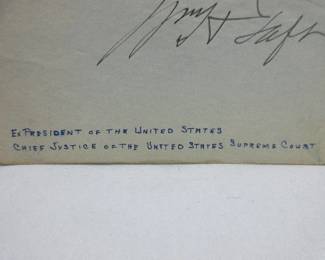 Wm H Taft
Ex President of the United States
Chief Justice of the United States Supreme Court